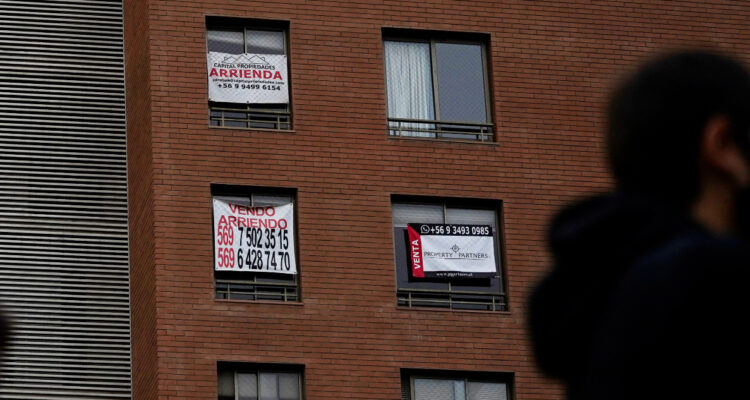 CAPITAL PROPIEDADES
ARRIENDA
+56 9 9499 6154
VENDO
ARRIENDO
569 7 502 35 15
569 6 428 74 70
+56 9 3493 0985
VENTA
PROPERTY PARTNERS